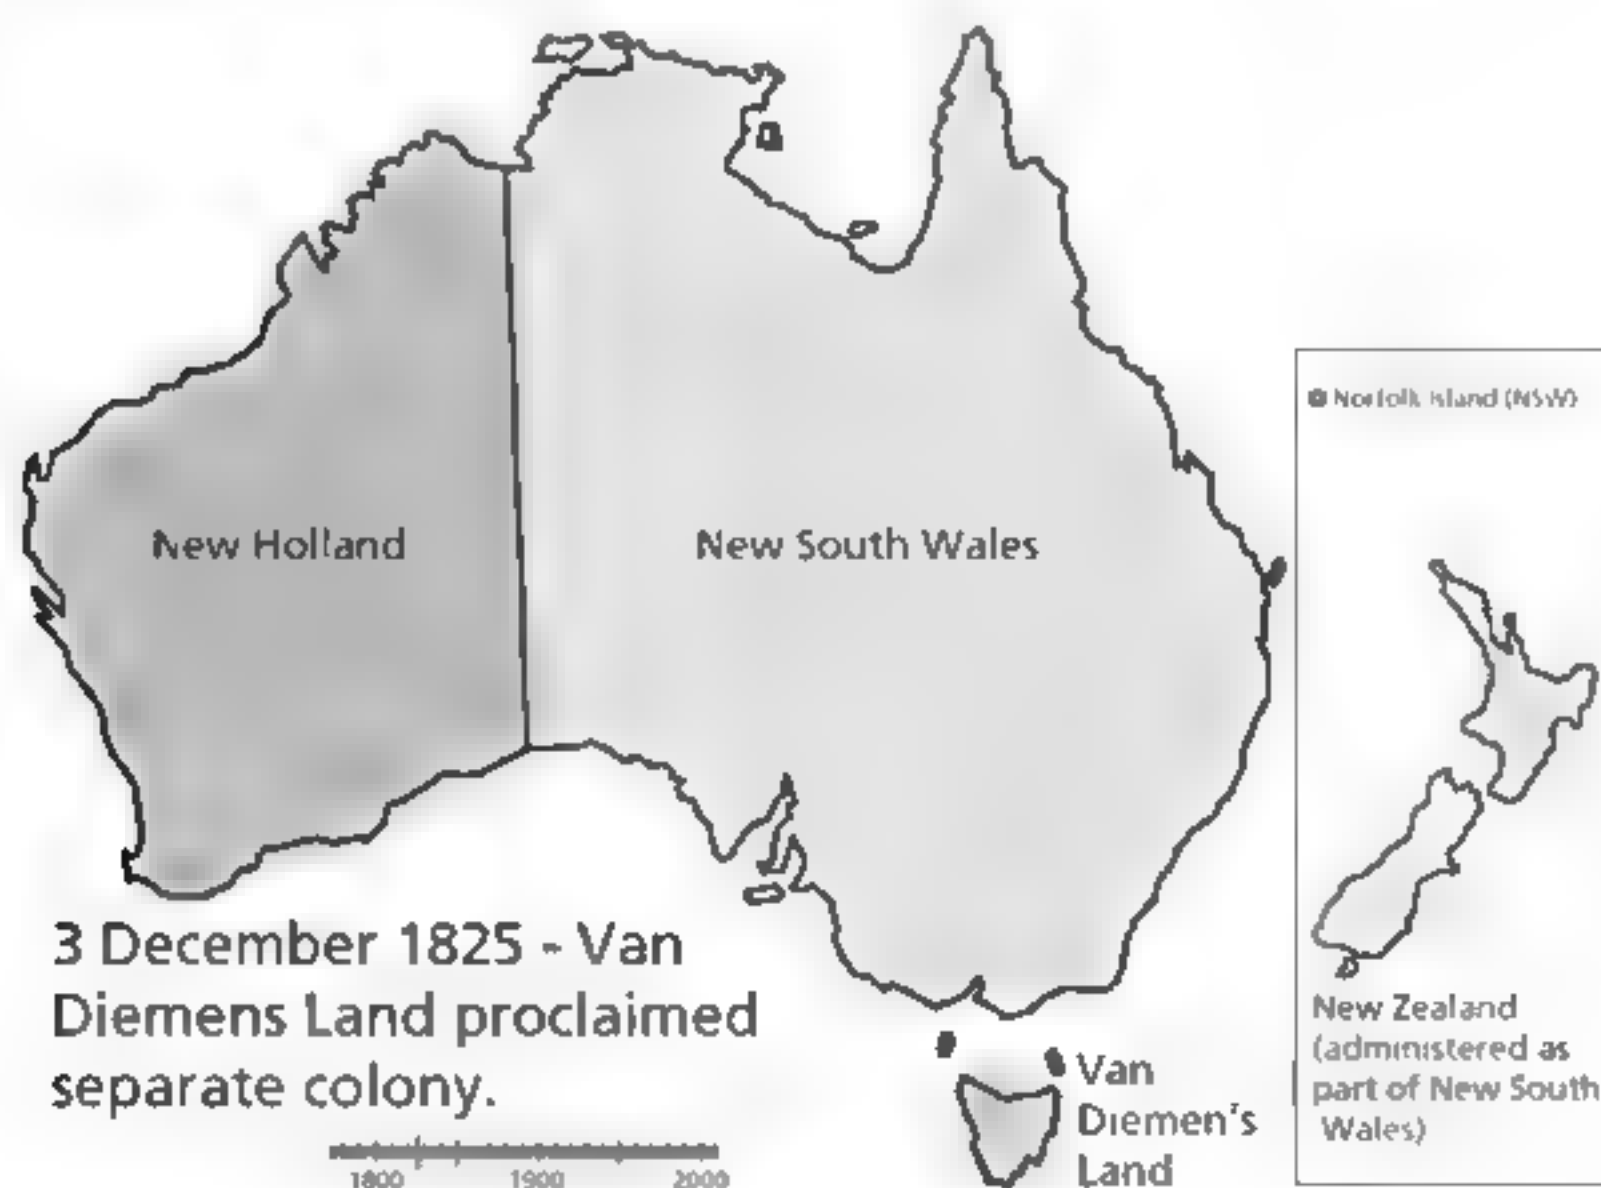 Norfolk Island (NSW)
New Holland
New South Wales
3 December 1825 - Van
Diemens Land proclaimed
separate colony.
1800 1900 2000
Van
Diemen's
Land
New Zealand
(administered as
part of New South
Wales)